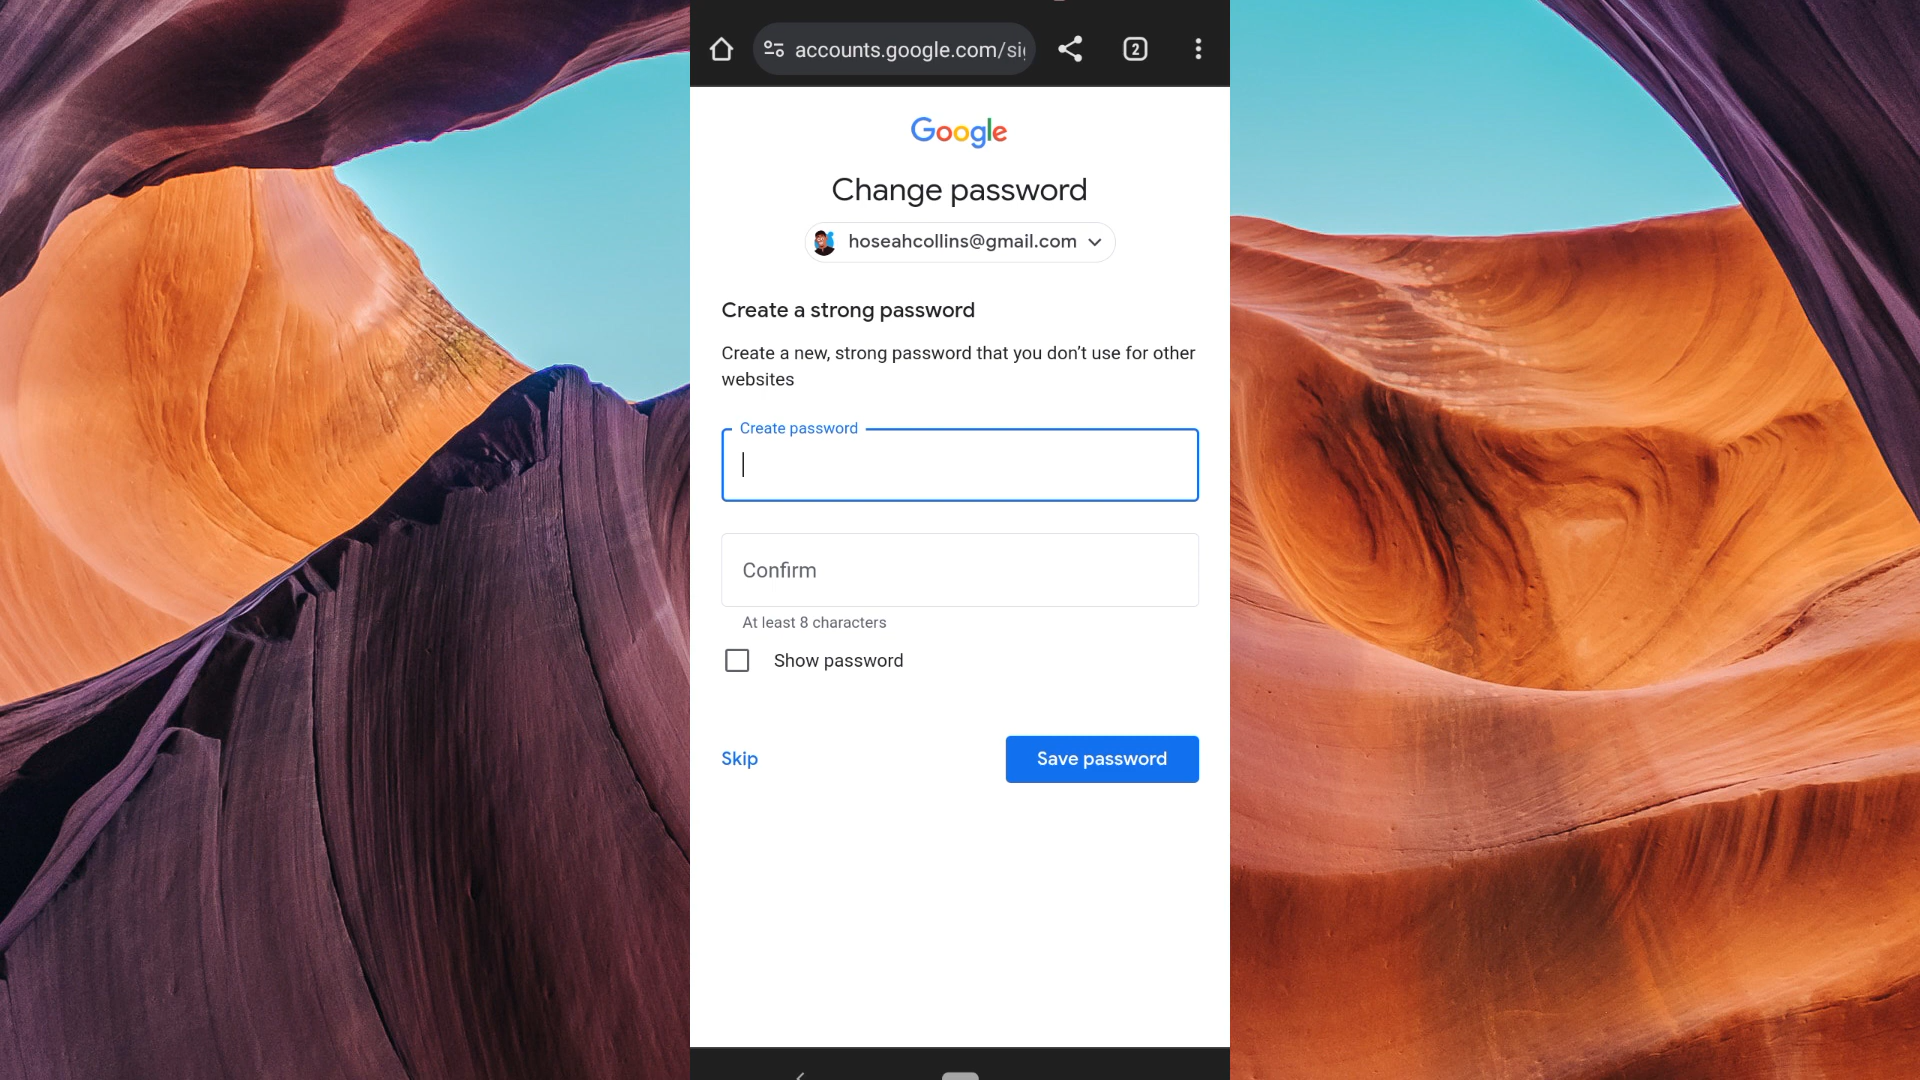 accounts.google.com/si
2
Google
Change password
hoseahcollins@gmail.com
Create a strong password
Create a new, strong password that you don’t use for other
websites
Create password
Confirm
At least 8 characters
Show password
Skip
Save password